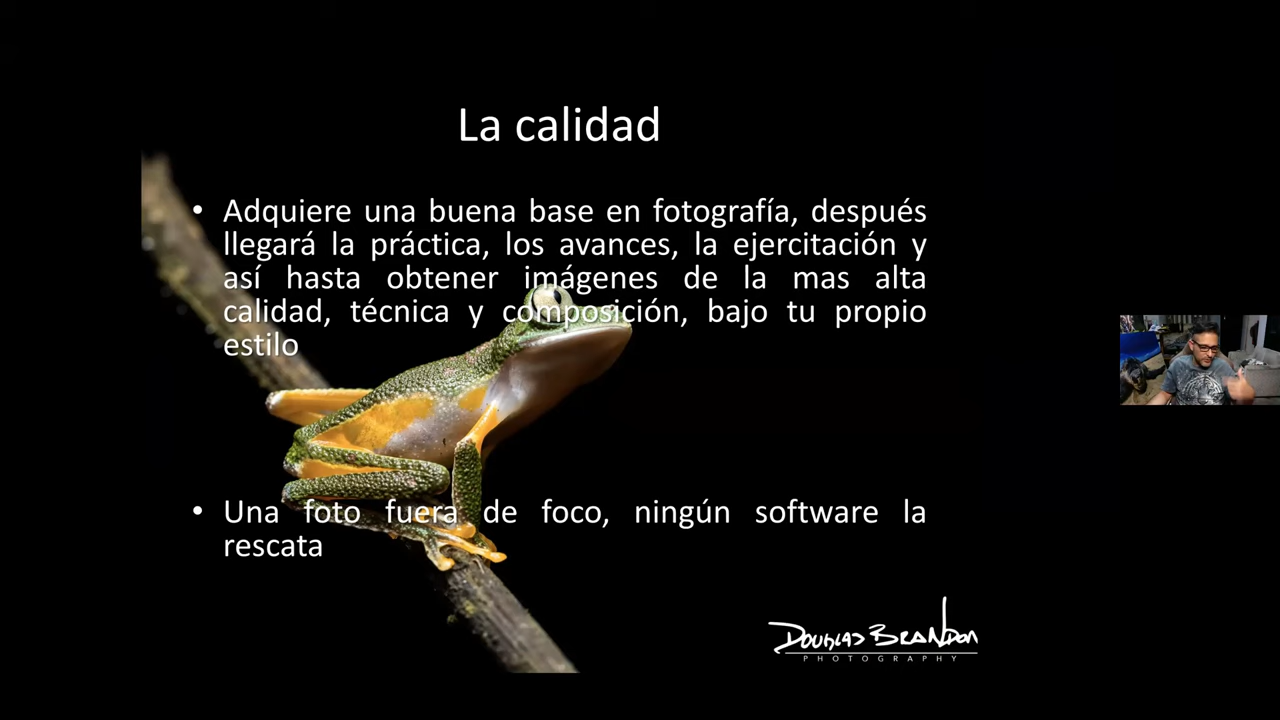 La calidad
• Adquiere una buena base en fotografía, después
llegará la práctica, los avances, la ejercitación y
así hasta obtener imágenes de la mas alta
calidad, técnica y composición, bajo tu propio
estilo
• Una foto fuera de foco, ningún software la
rescata
DOUGLAS BRANDON
PHOTOGRAPHY